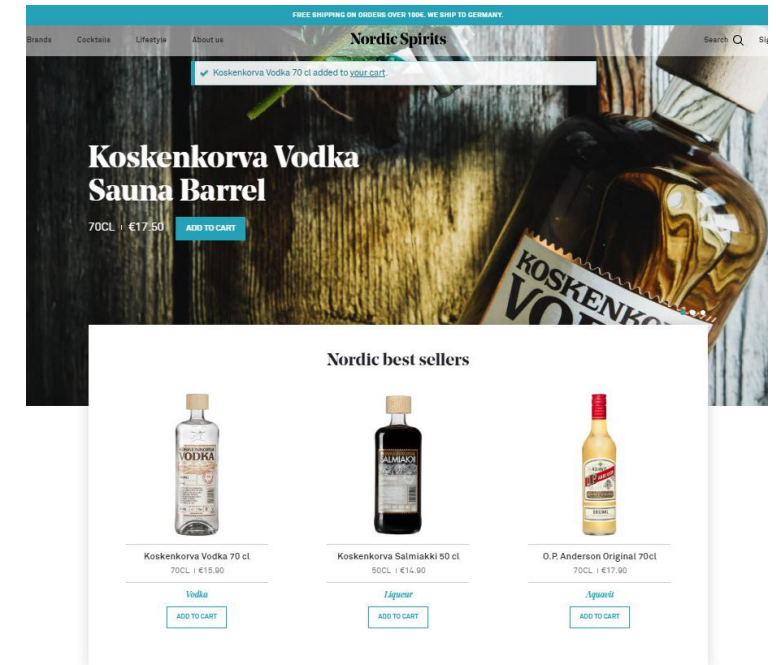 FREE SHIPPING ON ORDERS OVER 100€. WE SHIP TO GERMANY.
Brands Cocktails Lifestyle About us Nordic Spirits Search
Koskenkorva Vodka 70 cl added to your cart.
Koskenkorva Vodka
Sauna Barrel
70CL | €17.50 ADD TO CART
KOSKENKO
VOD
Nordic best sellers
VODKA
SALMIAKKI
ORIGINAL
Koskenkorva Vodka 70 cl Koskenkorva Salmiakki 50 cl O.P. Anderson Original 70cl
70CL | €15.90 50CL | €14.90 70CL | €17.90
Vodka Liqueur Aquavit
ADD TO CART ADD TO CART ADD TO CART